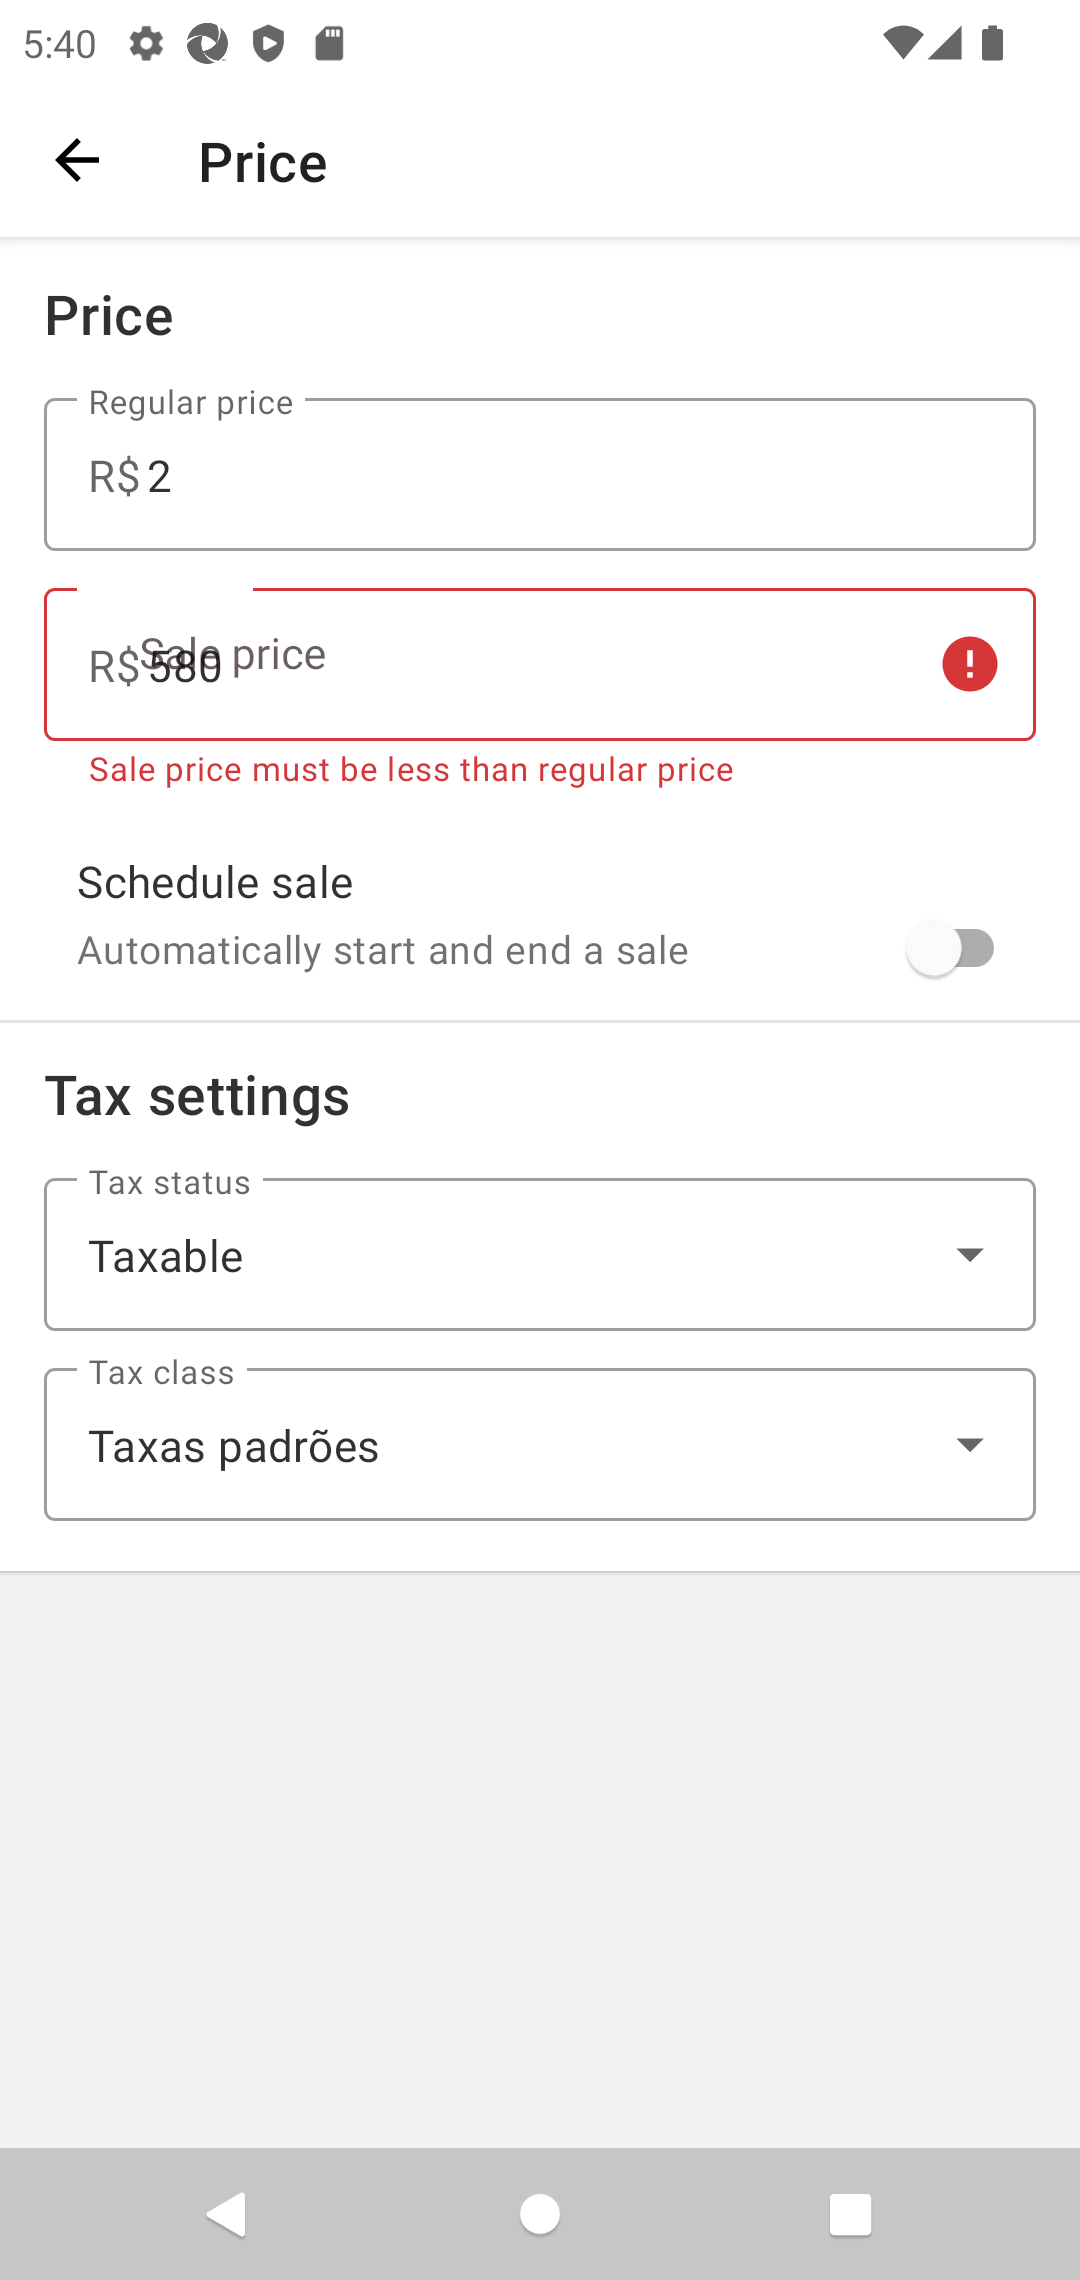 5:40
Price
Price
Regular price
R$ 2
Sale price
R$ 580
Sale price must be less than regular price
Schedule sale
Automatically start and end a sale
Tax settings
Tax status
Taxable
Tax class
Taxas padrões